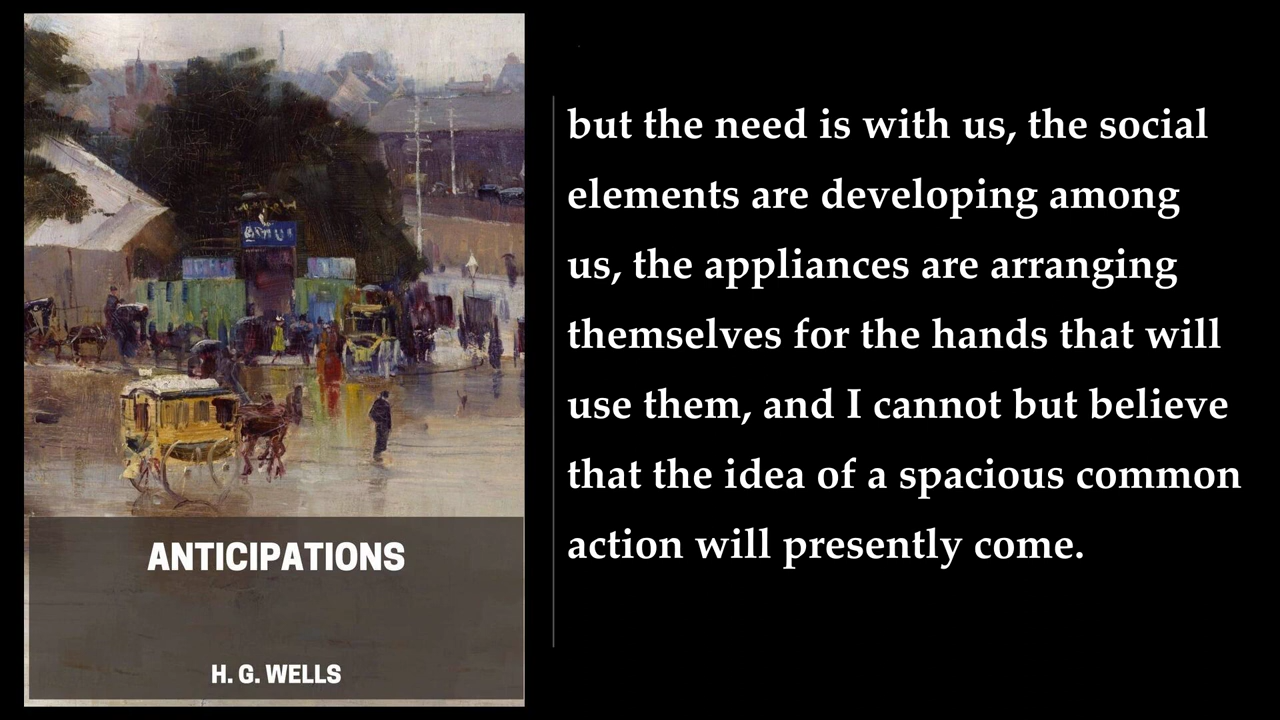 ANTICIPATIONS
H. G. WELLS
but the need is with us, the social
elements are developing among
us, the appliances are arranging
themselves for the hands that will
use them, and I cannot but believe
that the idea of a spacious common
action will presently come.